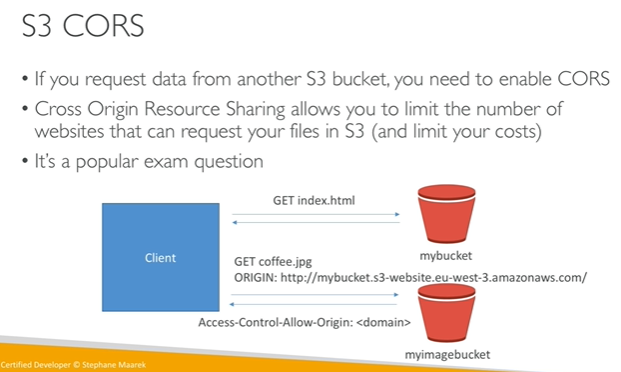 S3 CORS
• If you request data from another S3 bucket, you need to enable CORS
• Cross Origin Resource Sharing allows you to limit the number of
websites that can request your files in S3 (and limit your costs)
• It's a popular exam question
GET index.html
Client
mybucket
GET coffee.jpg
ORIGIN: http://mybucket.s3-website.eu-west-3.amazonaws.com/
Access-Control-Allow-Origin: <domain>
myimagebucket
Certified Developer © Stephane Maarek